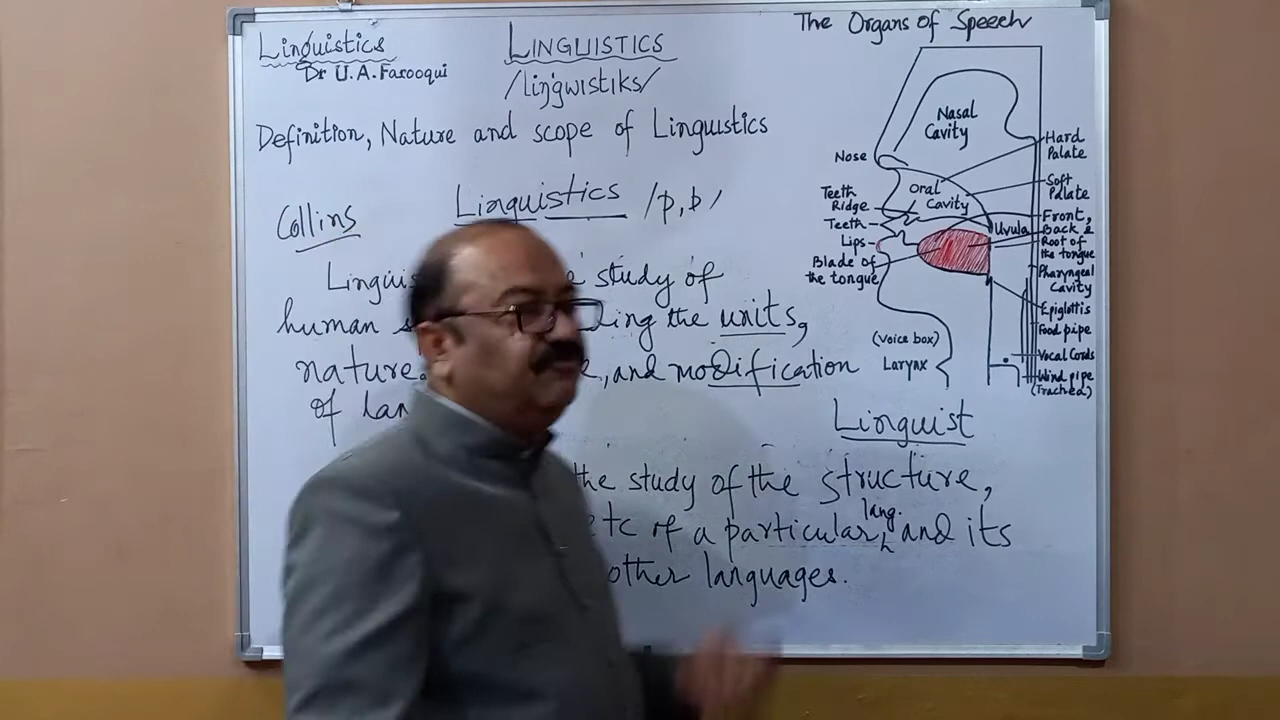 Linguistics
Dr U.A.Farooqui
LINGUISTICS
/liŋgwistiks/
Definition, Nature and scope of Linguistics
Linguistics /p,b/
Collins
study of
human
the units,
nature
, and modification
of
Linguist
the study of the structure,
etc of a particular lang. and its
other languages.
The Organs of Speech
Nasal
Cavity
Nose
Hard
Palate
Oral
Cavity
Soft
Palate
Teeth
Ridge
Teeth
Lips
Blade of
the tongue
Uvula
Front,
Back &
Root of
the tongue
Pharyngeal
Cavity
Epiglottis
Food pipe
(Voice box)
Larynx
Vocal Cords
Wind pipe
(Trachea)